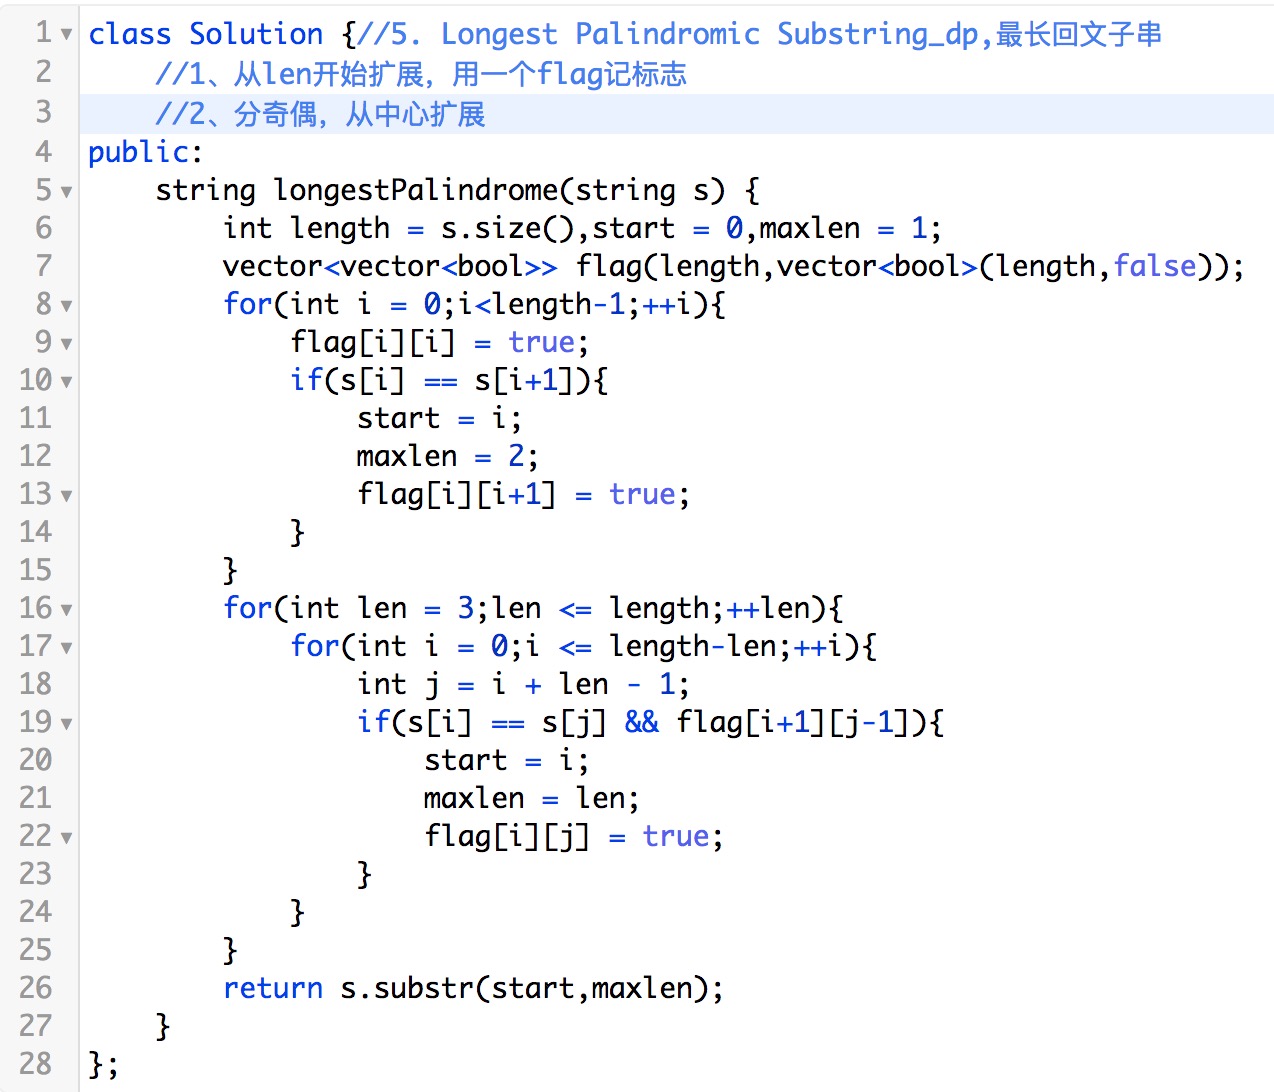 1 class Solution {//5. Longest Palindromic Substring_dp,最长回文子串
2     //1、从len开始扩展，用一个flag记标志
3     //2、分奇偶，从中心扩展
4 public:
5     string longestPalindrome(string s) {
6         int length = s.size(),start = 0,maxlen = 1;
7         vector<vector<bool>> flag(length,vector<bool>(length,false));
8         for(int i = 0;i<length-1;++i){
9             flag[i][i] = true;
10             if(s[i] == s[i+1]){
11                 start = i;
12                 maxlen = 2;
13                 flag[i][i+1] = true;
14             }
15         }
16         for(int len = 3;len <= length;++len){
17             for(int i = 0;i <= length-len;++i){
18                 int j = i + len - 1;
19                 if(s[i] == s[j] && flag[i+1][j-1]){
20                     start = i;
21                     maxlen = len;
22                     flag[i][j] = true;
23                 }
24             }
25         }
26         return s.substr(start,maxlen);
27     }
28 };